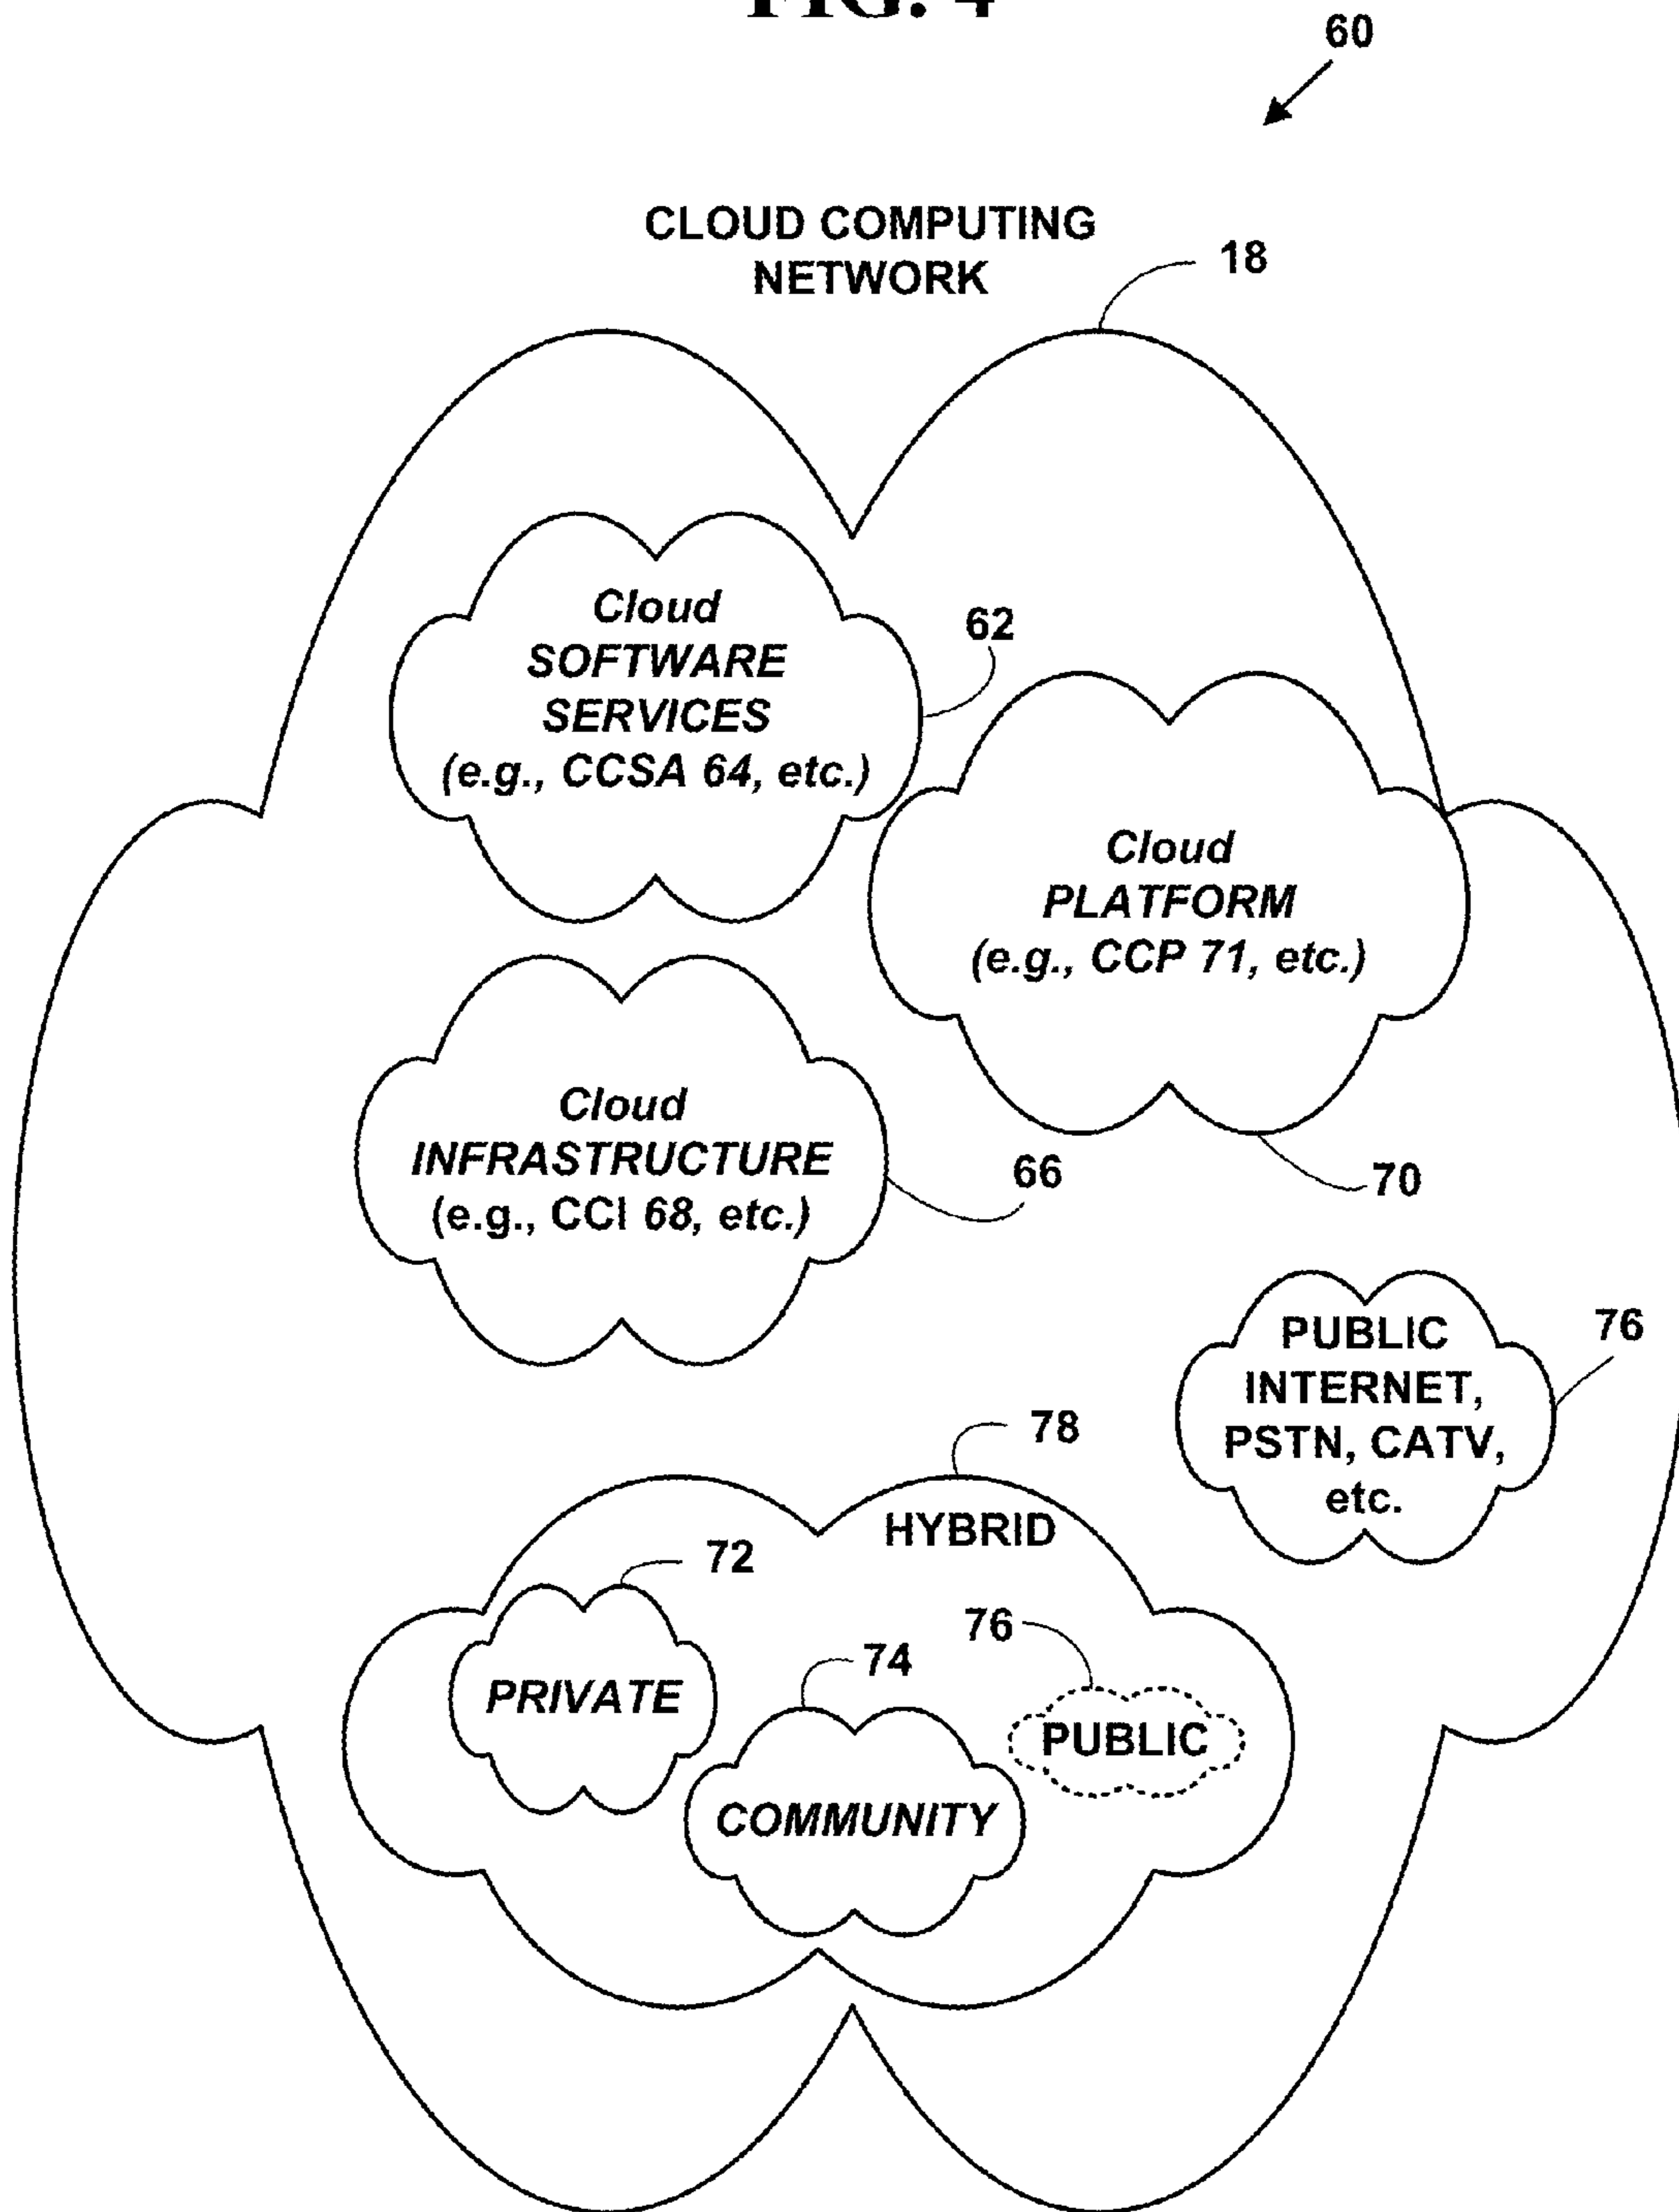 FIG. 4
60
CLOUD COMPUTING
NETWORK
18
Cloud
SOFTWARE
SERVICES
(e.g., CCSA 64, etc.)
62
Cloud
PLATFORM
(e.g., CCP 71, etc.)
70
Cloud
INFRASTRUCTURE
(e.g., CCI 68, etc.)
66
PUBLIC
INTERNET,
PSTN, CATV,
etc.
76
78
HYBRID
72
PRIVATE
74
COMMUNITY
76
PUBLIC